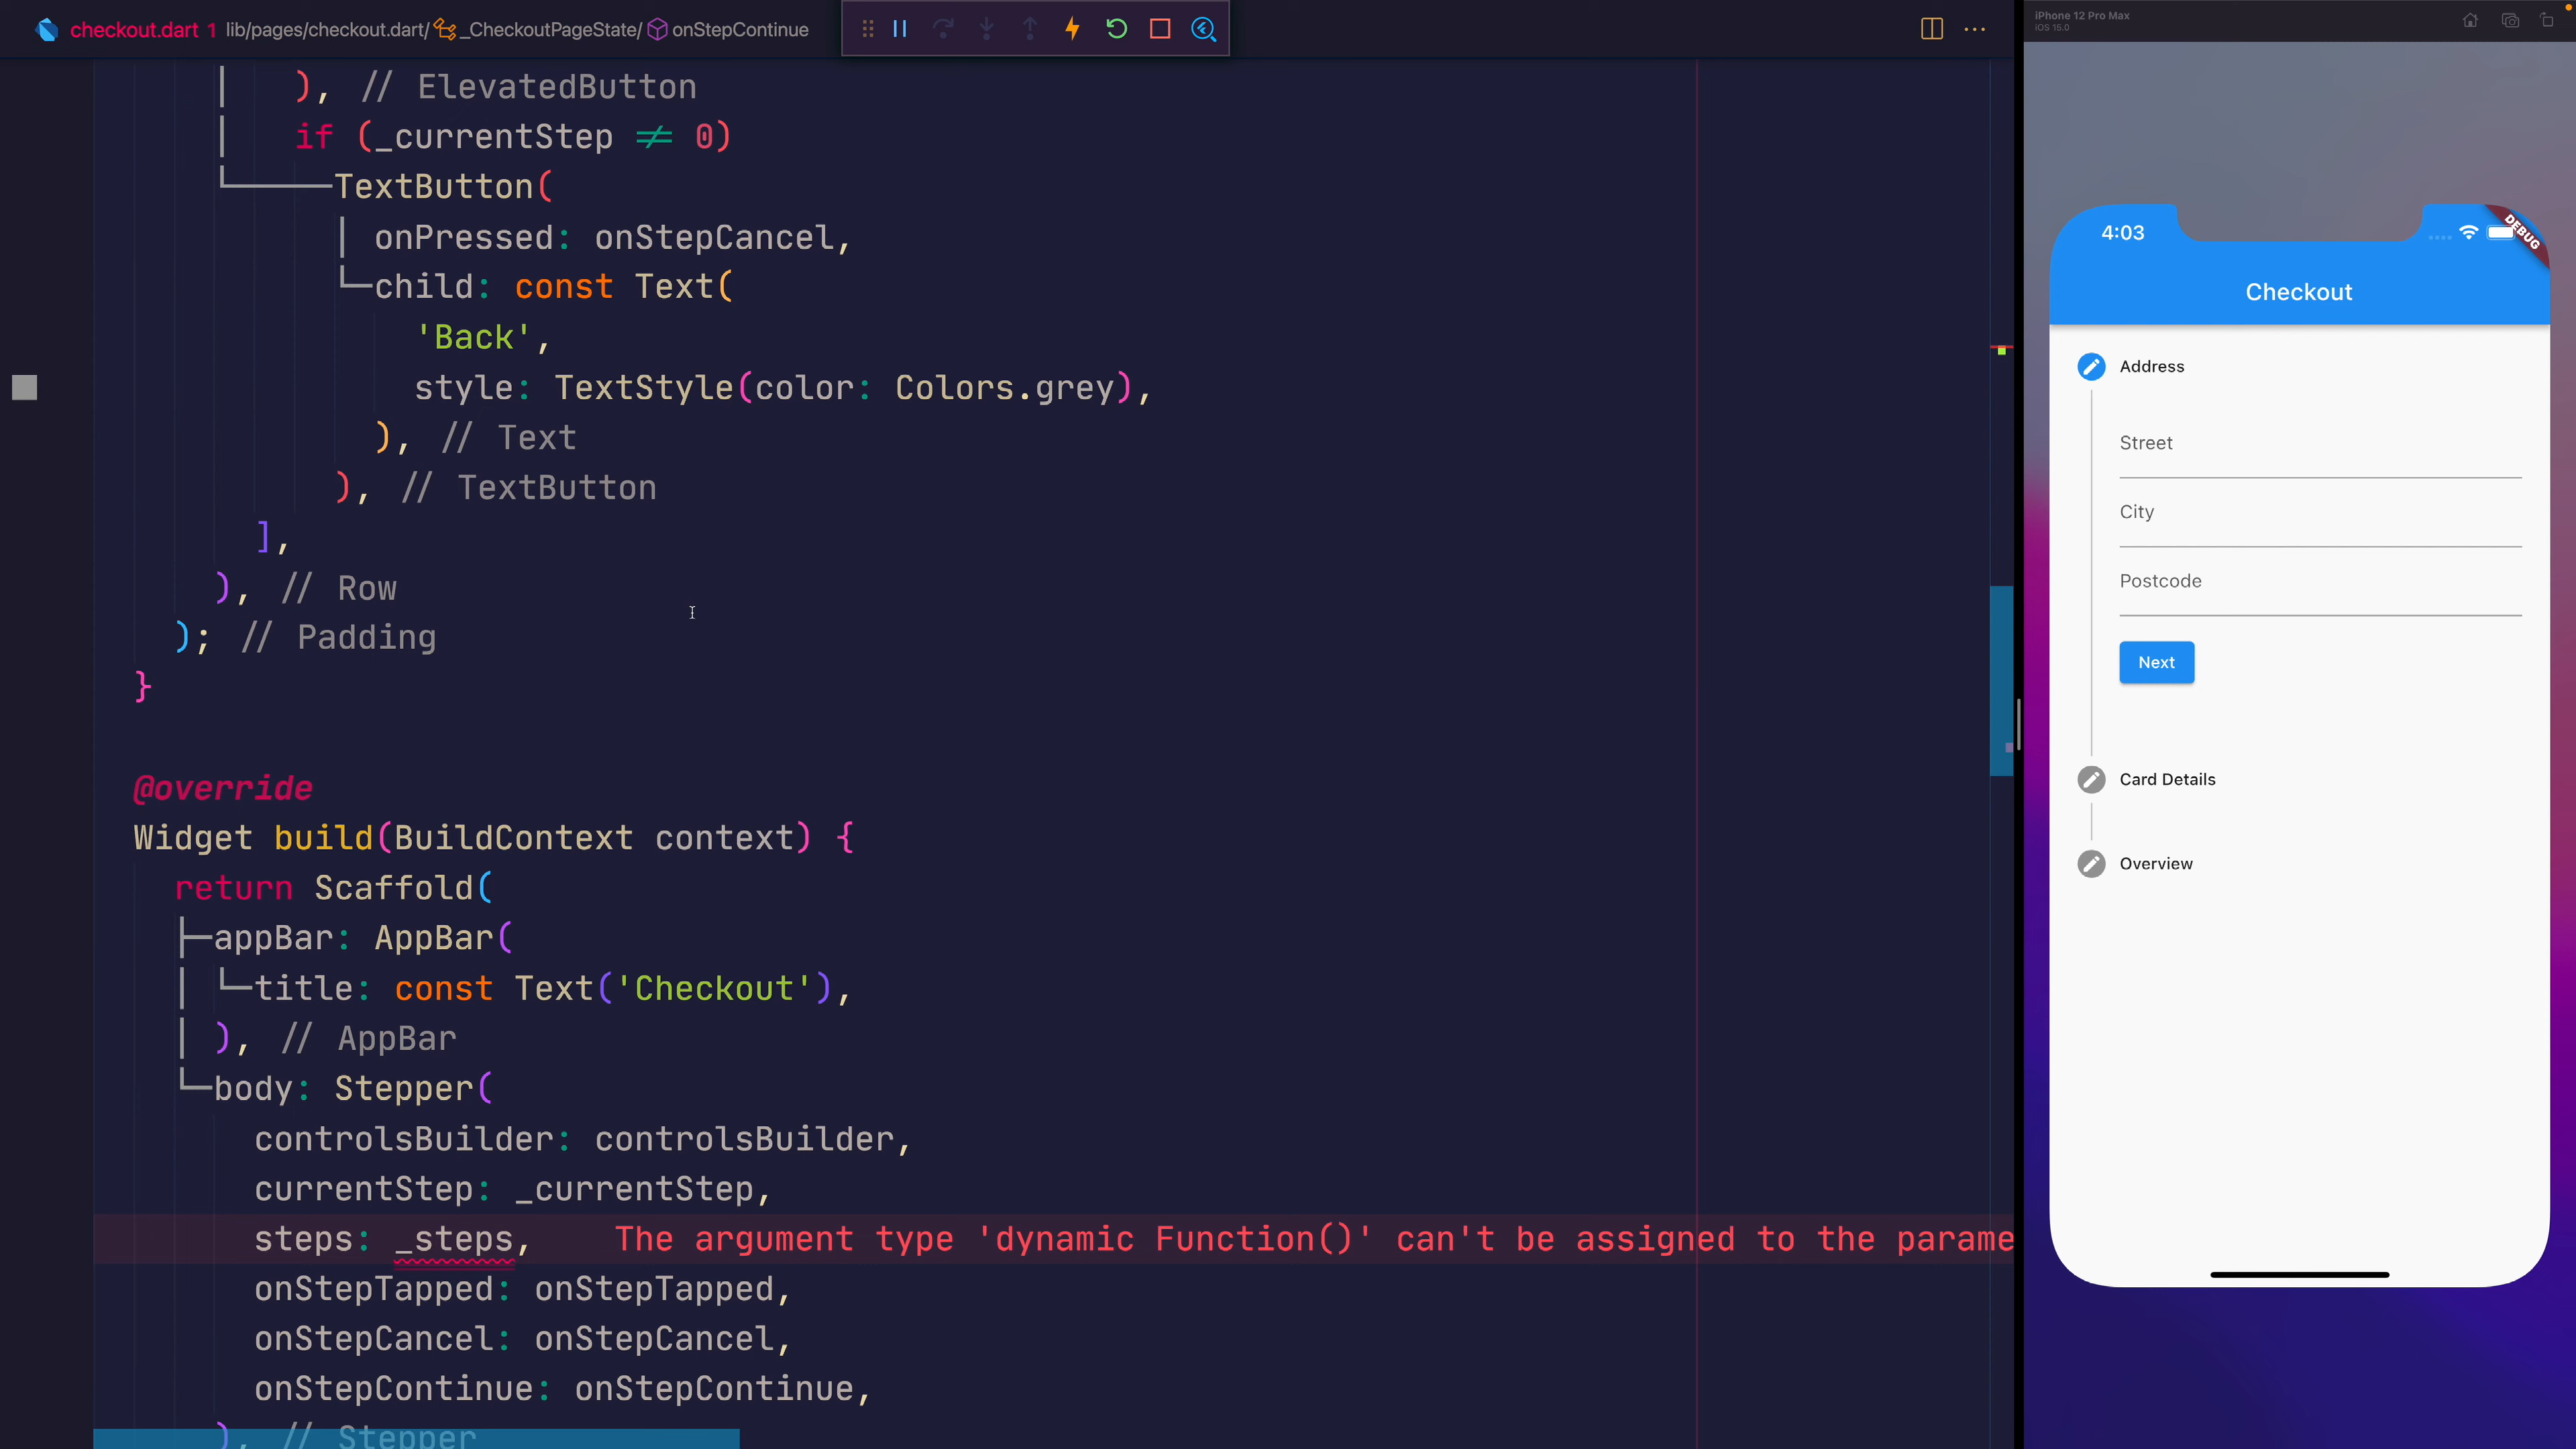 checkout.dart 1 lib/pages/checkout.dart/ _CheckoutPageState/ onStepContinue
), // ElevatedButton
if (_currentStep != 0)
TextButton(
onPressed: onStepCancel,
child: const Text(
'Back',
style: TextStyle(color: Colors.grey),
), // Text
), // TextButton
],
), // Row
); // Padding
}
@override
Widget build(BuildContext context) {
return Scaffold(
appBar: AppBar(
title: const Text('Checkout'),
), // AppBar
body: Stepper(
controlsBuilder: controlsBuilder,
currentStep: _currentStep,
steps: _steps, The argument type 'dynamic Function()' can't be assigned to the parame
onStepTapped: onStepTapped,
onStepCancel: onStepCancel,
onStepContinue: onStepContinue,
), // Stepper
iPhone 12 Pro Max
iOS 15.0
4:03
DEBUG
Checkout
Address
Street
City
Postcode
Next
Card Details
Overview